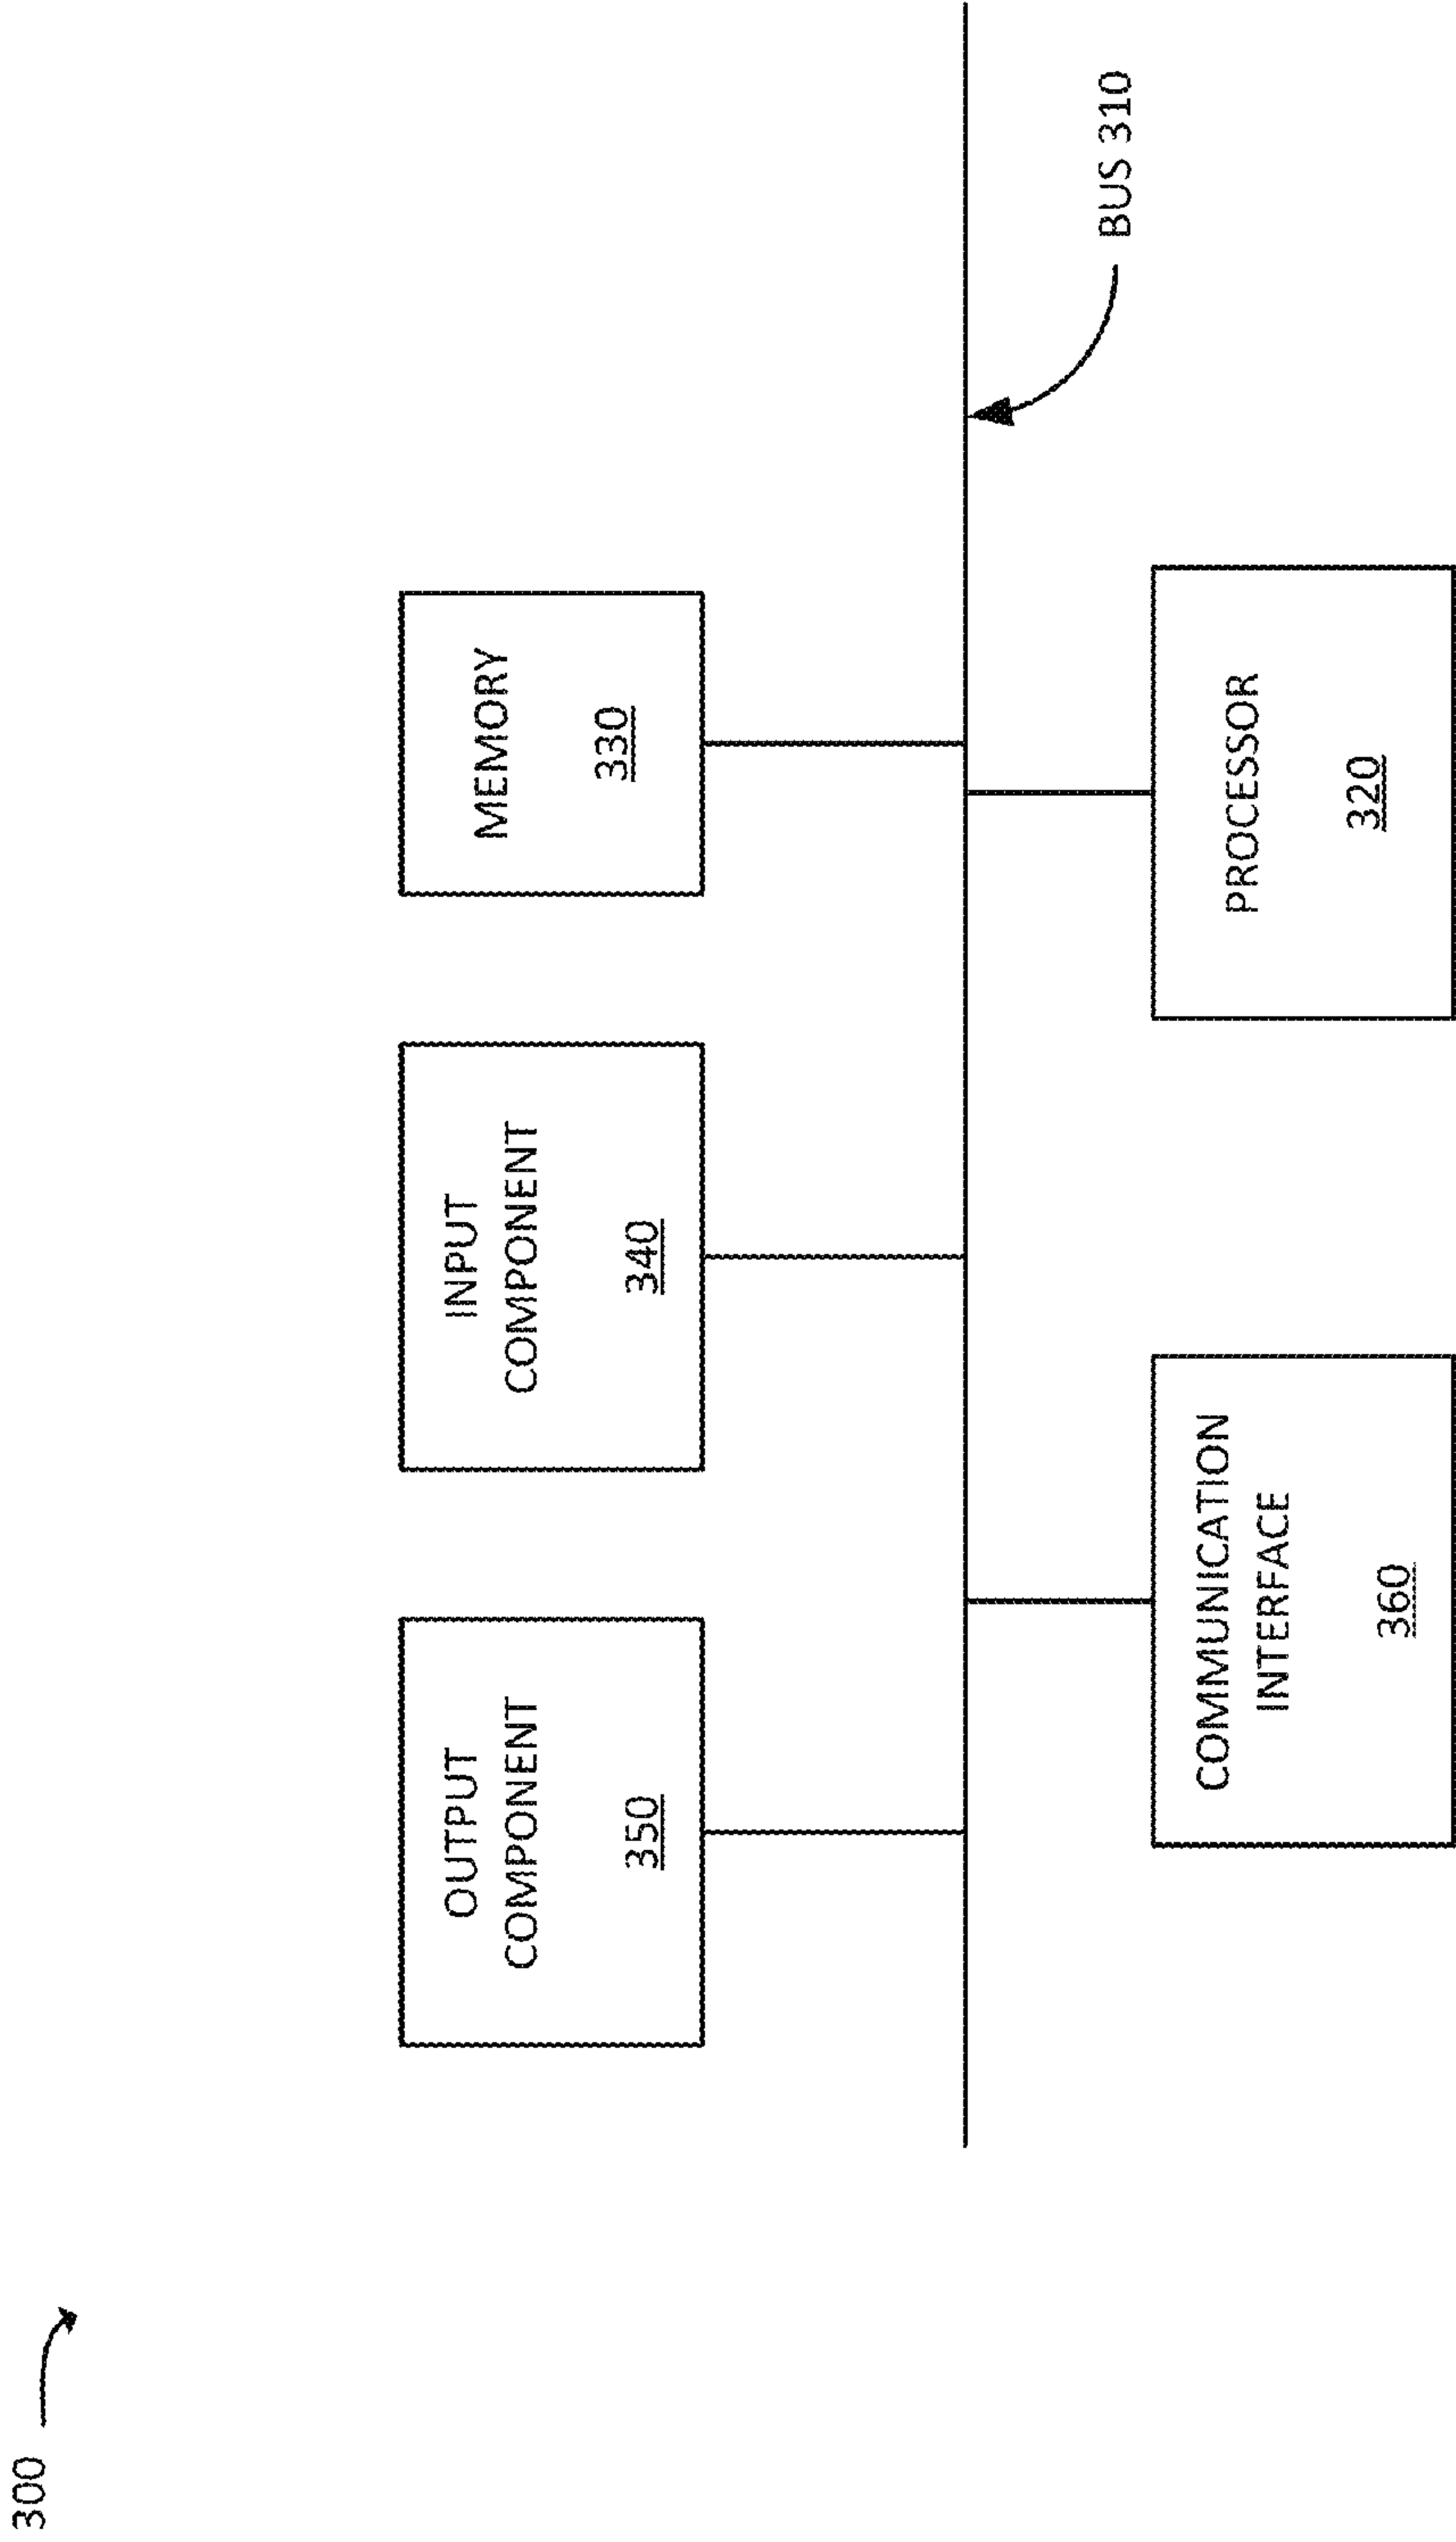 300
OUTPUT
COMPONENT
350
INPUT
COMPONENT
340
MEMORY
330
BUS 310
COMMUNICATION
INTERFACE
360
PROCESSOR
320